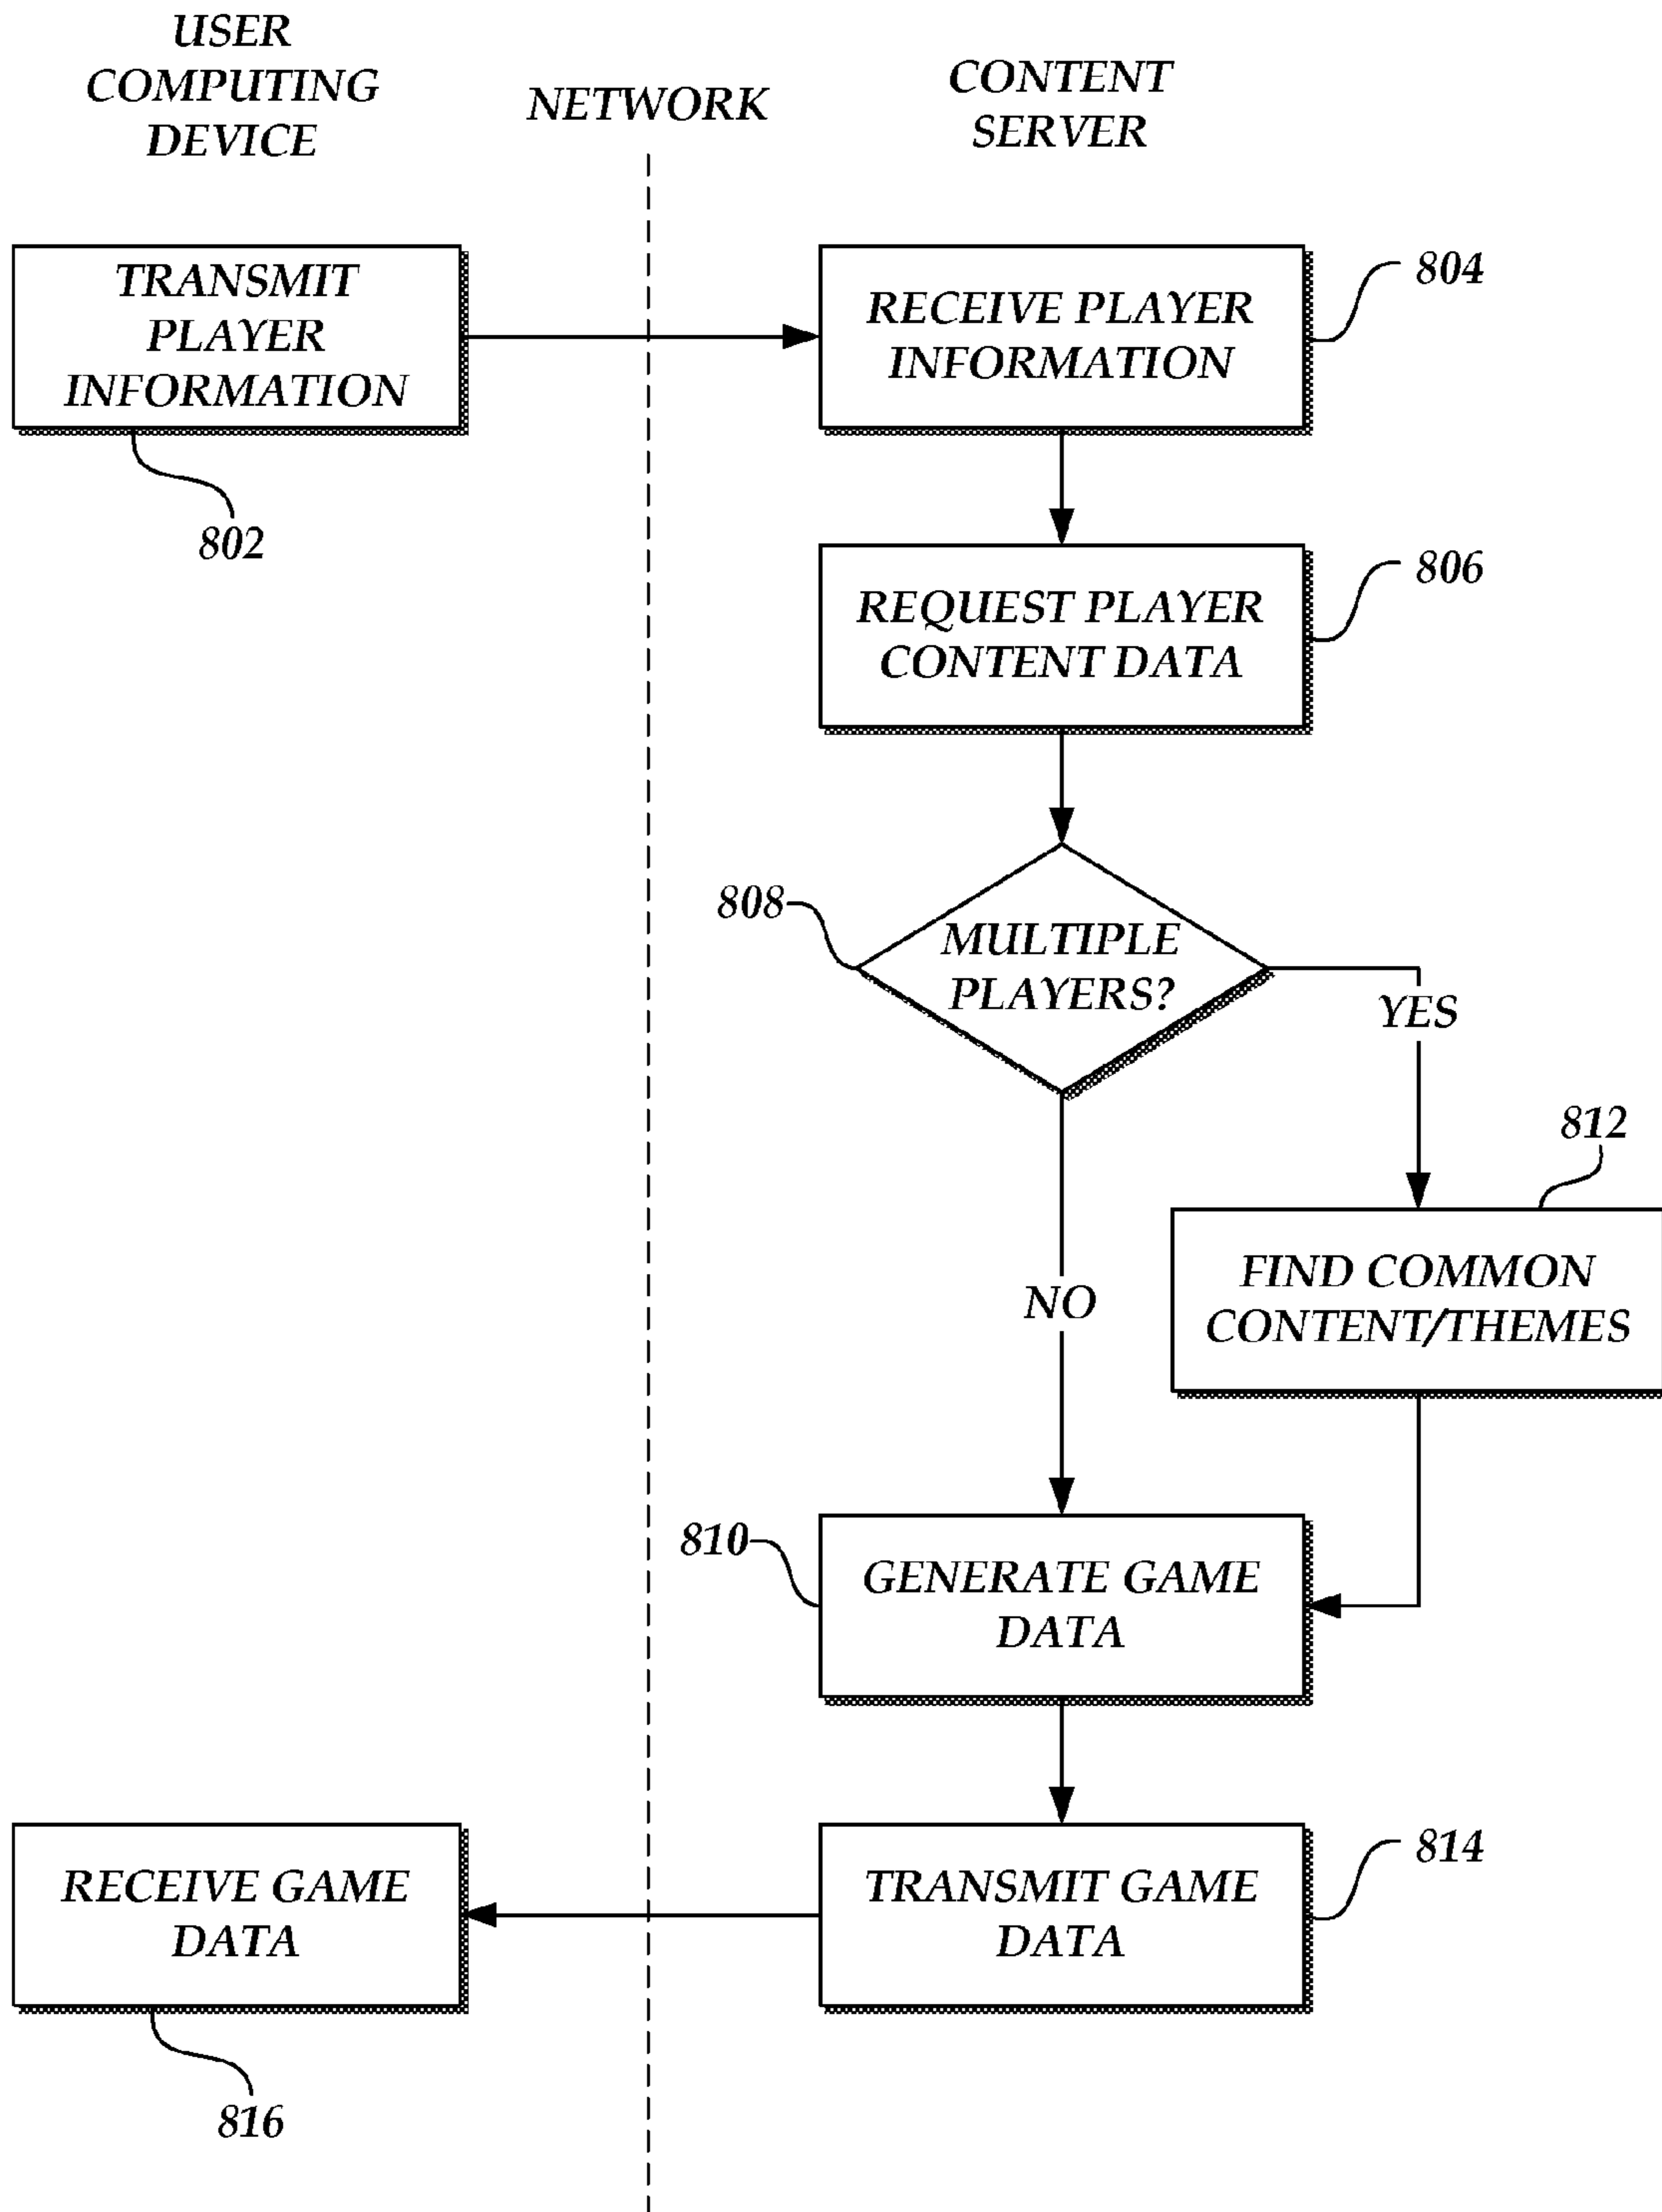 USER
COMPUTING
DEVICE
NETWORK
CONTENT
SERVER
TRANSMIT
PLAYER
INFORMATION
802
RECEIVE PLAYER
INFORMATION
804
REQUEST PLAYER
CONTENT DATA
806
808
MULTIPLE
PLAYERS?
YES
812
FIND COMMON
CONTENT/THEMES
NO
810
GENERATE GAME
DATA
TRANSMIT GAME
DATA
814
RECEIVE GAME
DATA
816